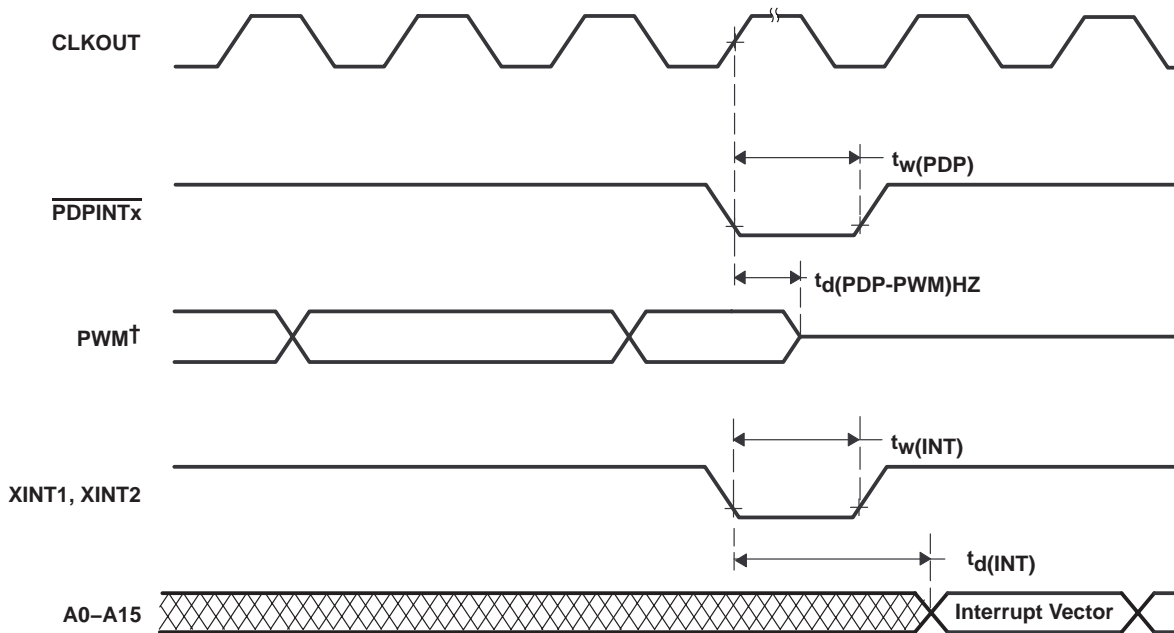 CLKOUT
tw(PDP)
PDPINTx
td(PDP-PWM)HZ
PWM†
tw(INT)
XINT1, XINT2
td(INT)
A0–A15
Interrupt Vector